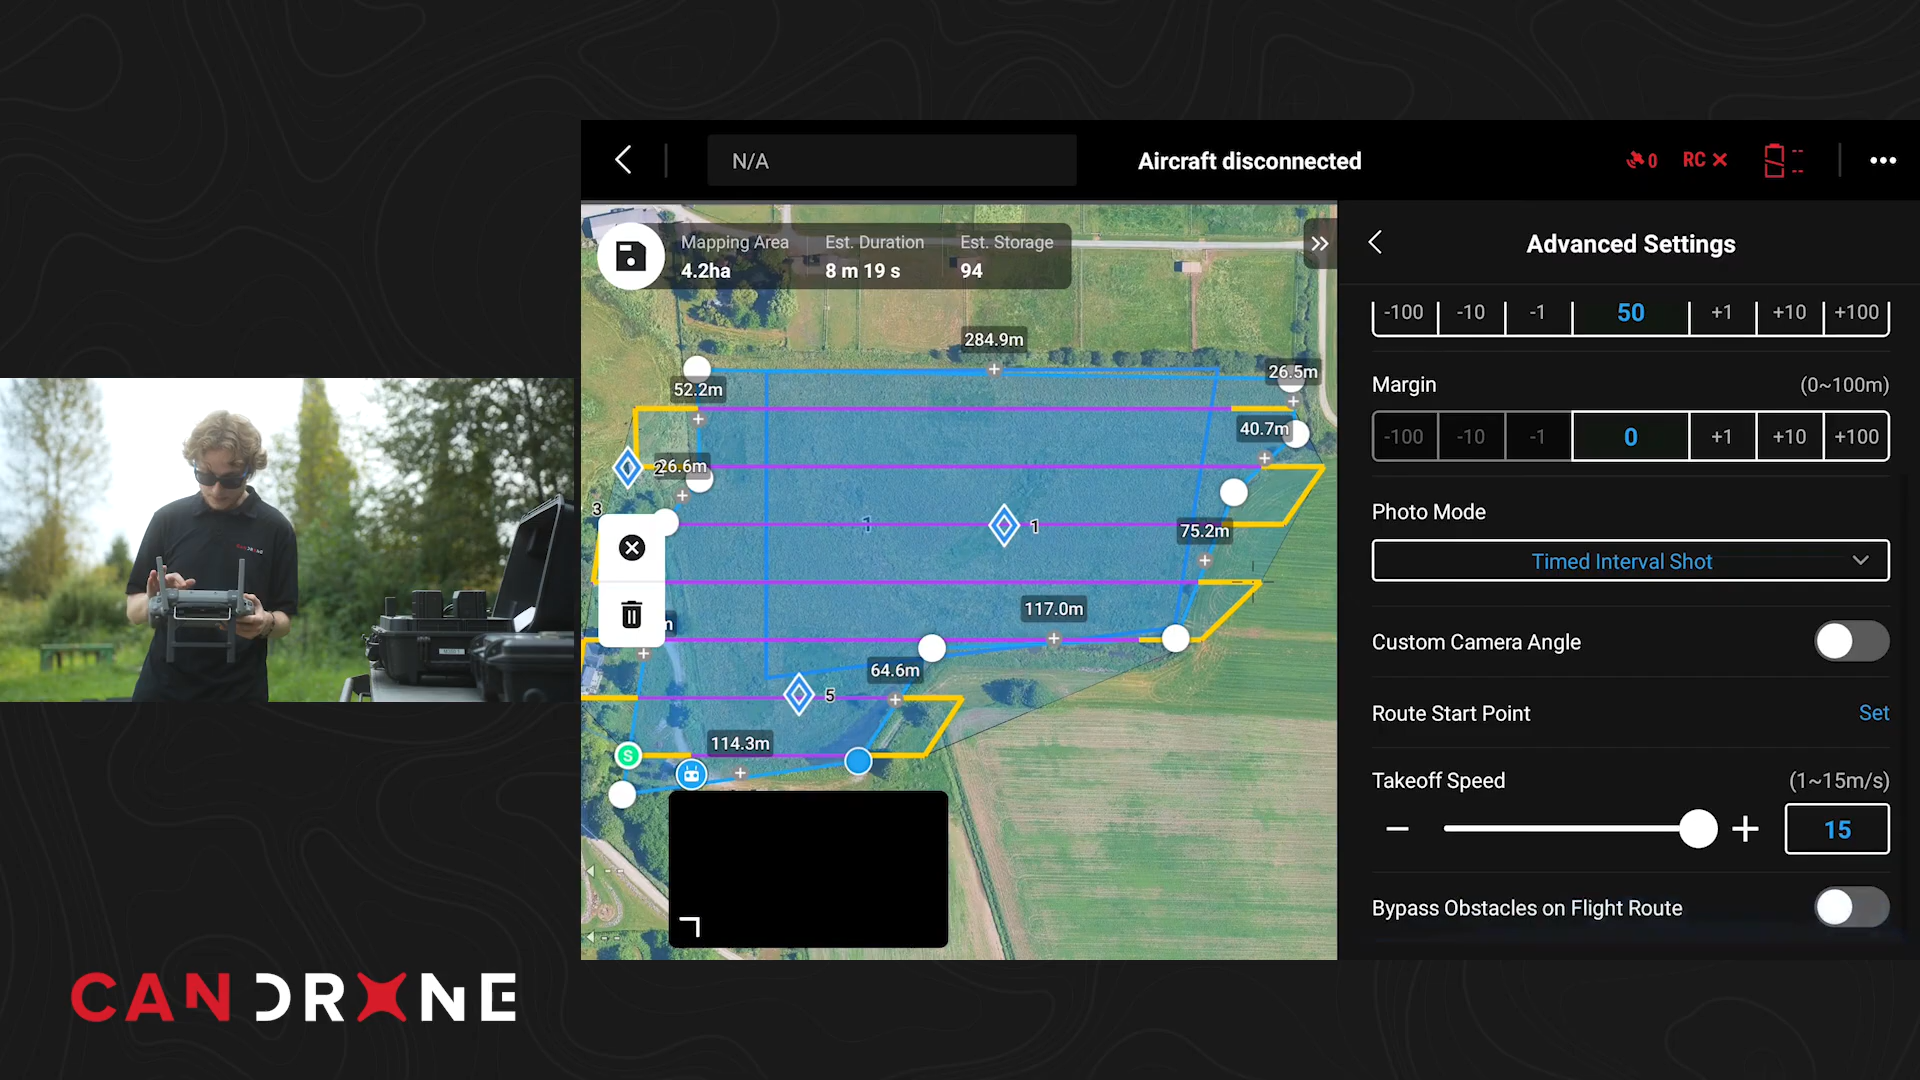 N/A
Aircraft disconnected
0
RC
Mapping Area
4.2ha
Est. Duration
8 m 19 s
Est. Storage
94
284.9m
52.2m
26.5m
40.7m
2
26.6m
3
1
1
75.2m
117.0m
64.6m
5
114.3m
S
Advanced Settings
-100 -10 -1 50 +1 +10 +100
Margin (0~100m)
-100 -10 -1 0 +1 +10 +100
Photo Mode
Timed Interval Shot
Custom Camera Angle
Route Start Point Set
Takeoff Speed (1~15m/s)
15
Bypass Obstacles on Flight Route
CANDRONE